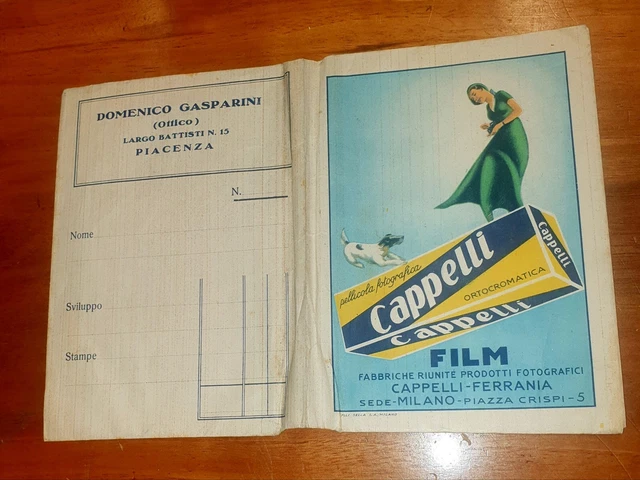 DOMENICO GASPARINI
(Ottico)
LARGO BATTISTI N. 15
PIACENZA
N.
Nome
Sviluppo
Stampe
pellicola fotografica
Cappelli
ORTOCROMATICA
Cappelli
Cappelli
FILM
FABBRICHE RIUNITE PRODOTTI FOTOGRAFICI
CAPPELLI-FERRANIA
SEDE-MILANO-PIAZZA CRISPI-5